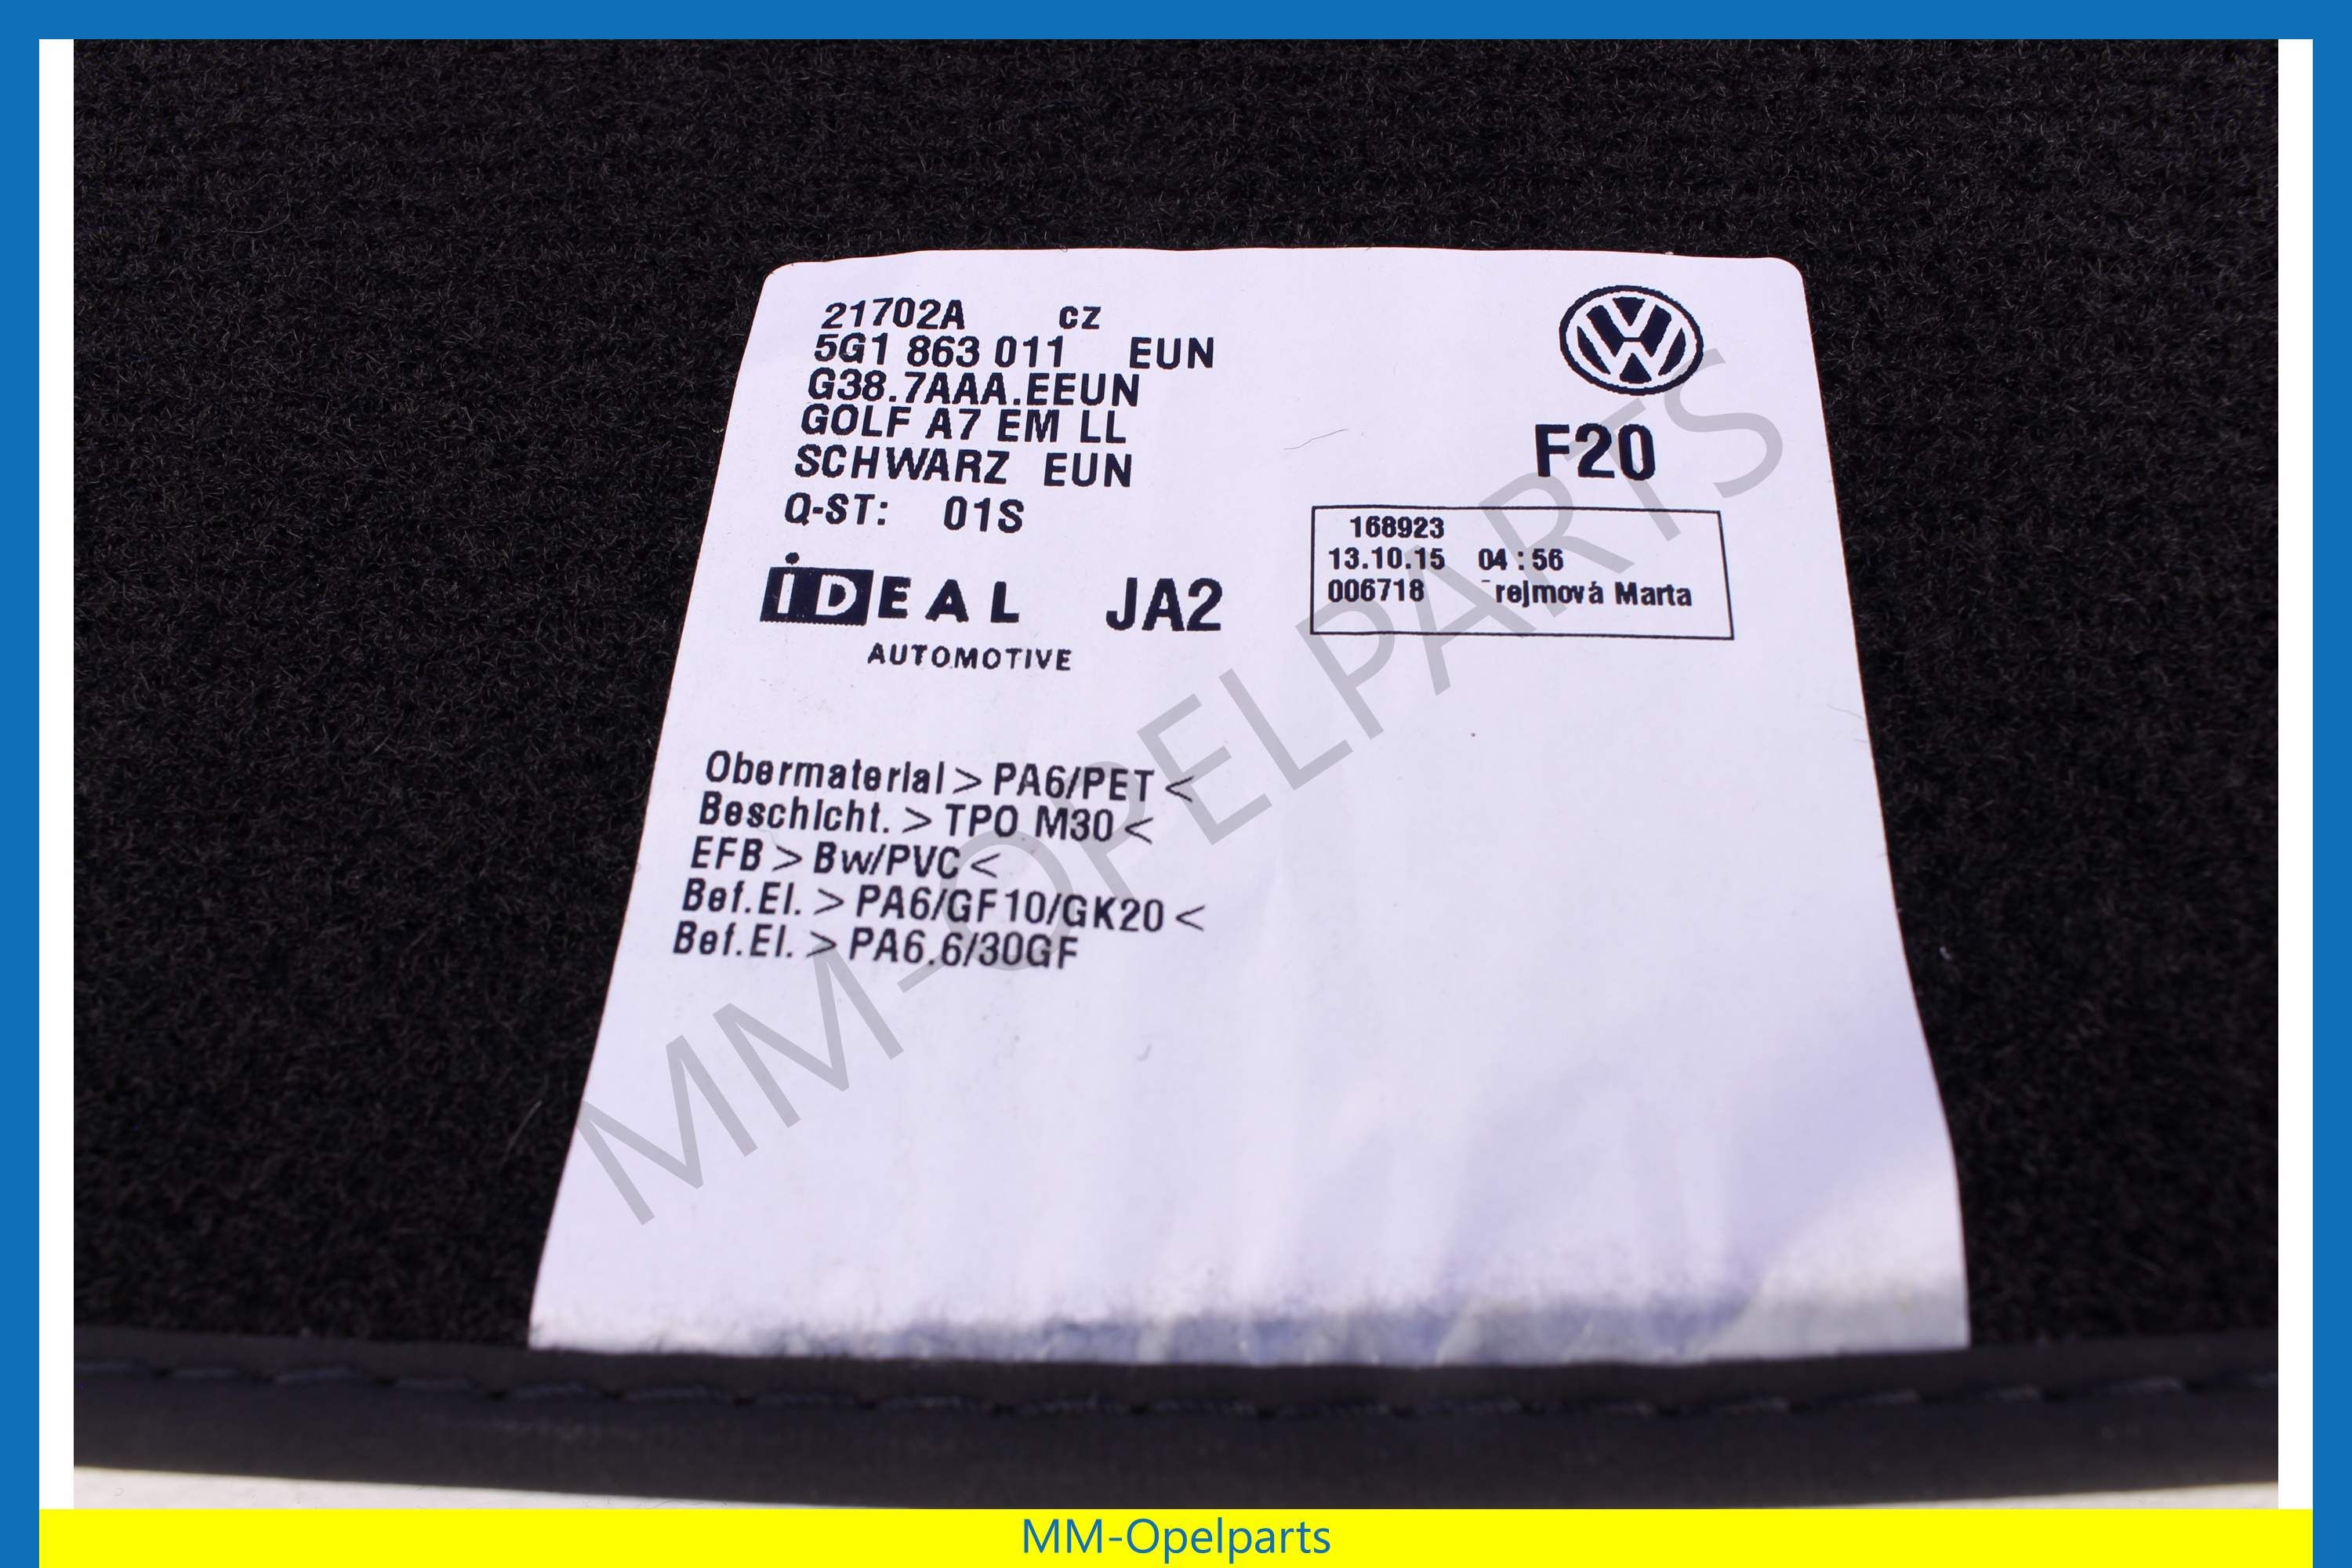 21702A CZ
5G1 863 011 EUN
G38.7AAA.EEUN
GOLF A7 EM LL
SCHWARZ EUN
Q-ST: 01S
iDEAL JA2
AUTOMOTIVE
F20
168923
13.10.15 04:56
006718 ˉrejmová Marta
Obermaterial > PA6/PET <
Beschicht. > TPO M30 <
EFB > Bw/PVC <
Bef.El. > PA6/GF10/GK20 <
Bef.El. > PA6.6/30GF
MM-OPELPARTS
MM-Opelparts